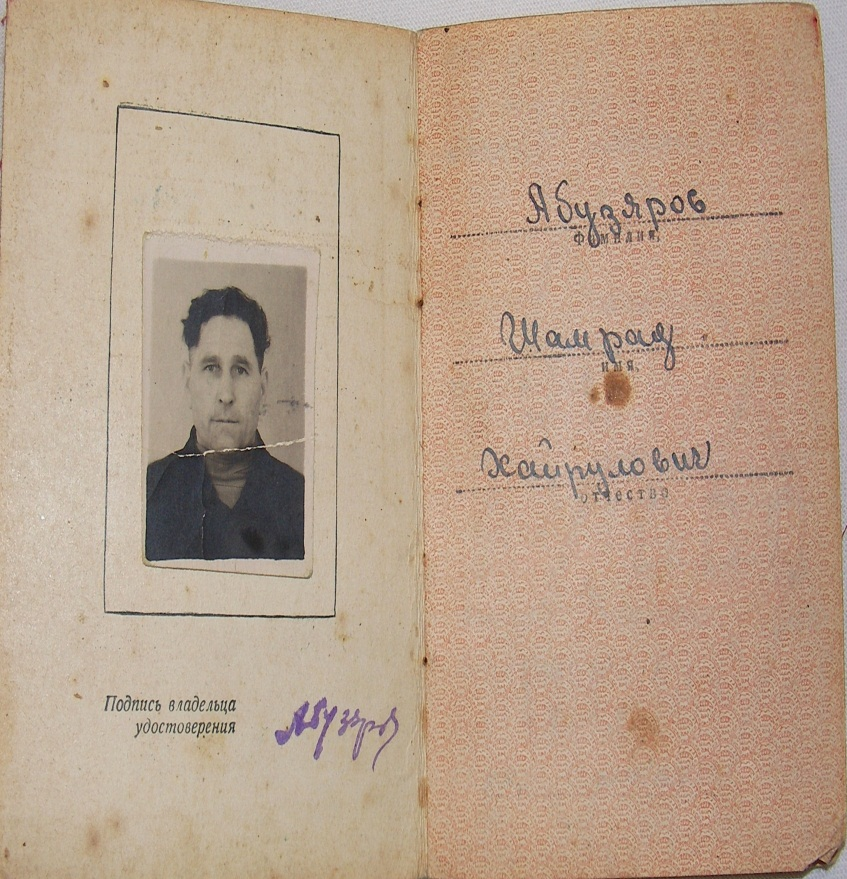 Подпись владельца
удостоверения
Абузяров
Абузяров
фамилия,
Шамрад
имя,
Хайрулович
отчество